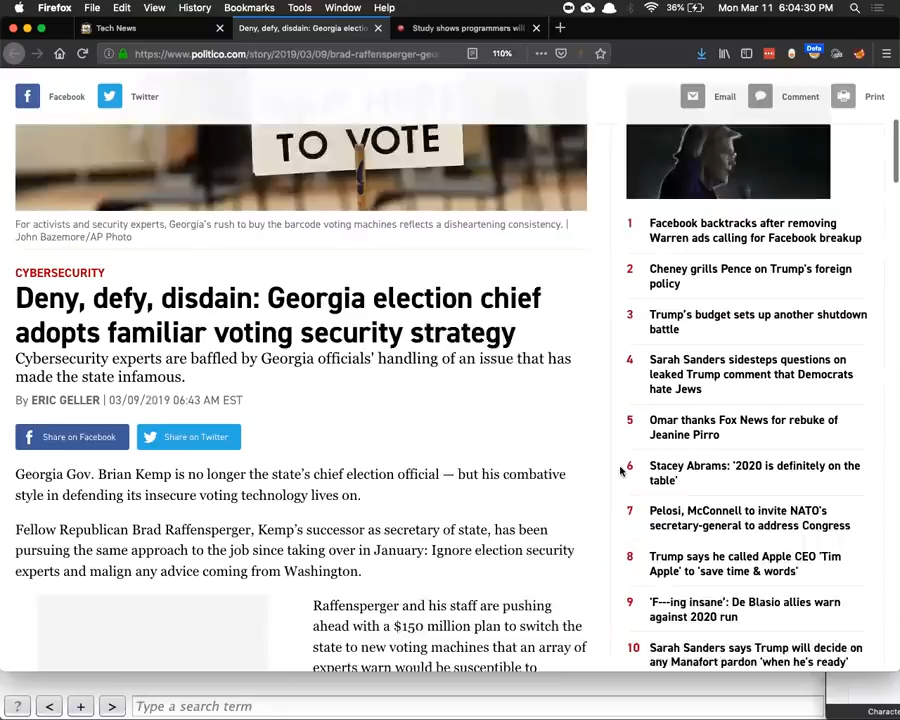 Firefox File Edit View History Bookmarks Tools Window Help 36% Mon Mar 11 6:04:30 PM
Tech News
Deny, defy, disdain: Georgia electio
Study shows programmers wil
https://www.politico.com/story/2019/03/09/brad-raffensperger-geo
110%
Defa
Facebook Twitter
Email Comment Print
TO VOTE
For activists and security experts, Georgia's rush to buy the barcode voting machines reflects a disheartening consistency. |
John Bazemore/AP Photo
CYBERSECURITY
Deny, defy, disdain: Georgia election chief
adopts familiar voting security strategy
Cybersecurity experts are baffled by Georgia officials' handling of an issue that has
made the state infamous.
By ERIC GELLER | 03/09/2019 06:43 AM EST
Share on Facebook Share on Twitter
Georgia Gov. Brian Kemp is no longer the state's chief election official — but his combative
style in defending its insecure voting technology lives on.
Fellow Republican Brad Raffensperger, Kemp's successor as secretary of state, has been
pursuing the same approach to the job since taking over in January: Ignore election security
experts and malign any advice coming from Washington.
Raffensperger and his staff are pushing
ahead with a $150 million plan to switch the
state to new voting machines that an array of
experts warn would be susceptible to
1 Facebook backtracks after removing
Warren ads calling for Facebook breakup
2 Cheney grills Pence on Trump's foreign
policy
3 Trump's budget sets up another shutdown
battle
4 Sarah Sanders sidesteps questions on
leaked Trump comment that Democrats
hate Jews
5 Omar thanks Fox News for rebuke of
Jeanine Pirro
6 Stacey Abrams: '2020 is definitely on the
table'
7 Pelosi, McConnell to invite NATO's
secretary-general to address Congress
8 Trump says he called Apple CEO 'Tim
Apple' to 'save time & words'
9 'F---ing insane': De Blasio allies warn
against 2020 run
10 Sarah Sanders says Trump will decide on
any Manafort pardon 'when he's ready'
? < + > Type a search term
Characte